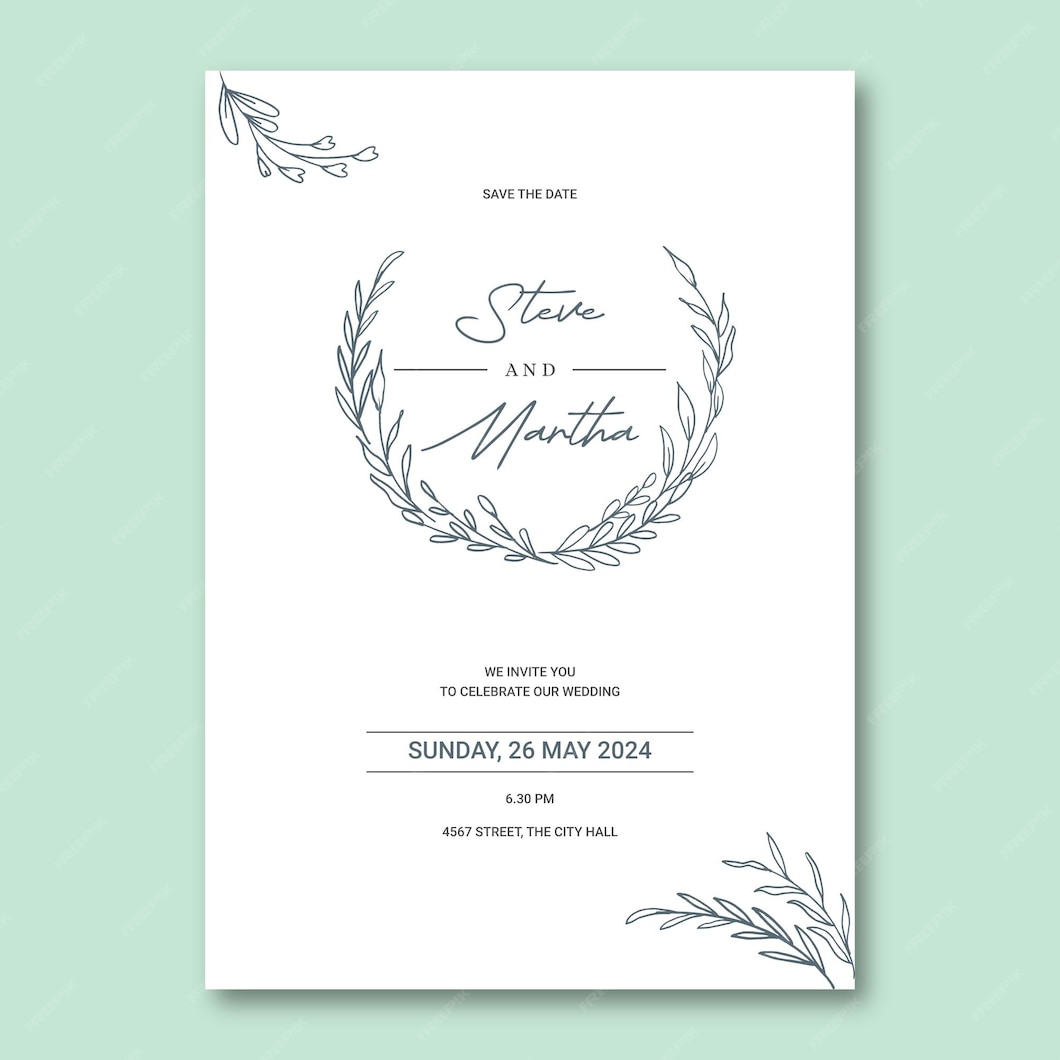 SAVE THE DATE
Steve
AND
Martha
WE INVITE YOU
TO CELEBRATE OUR WEDDING
SUNDAY, 26 MAY 2024
6.30 PM
4567 STREET, THE CITY HALL